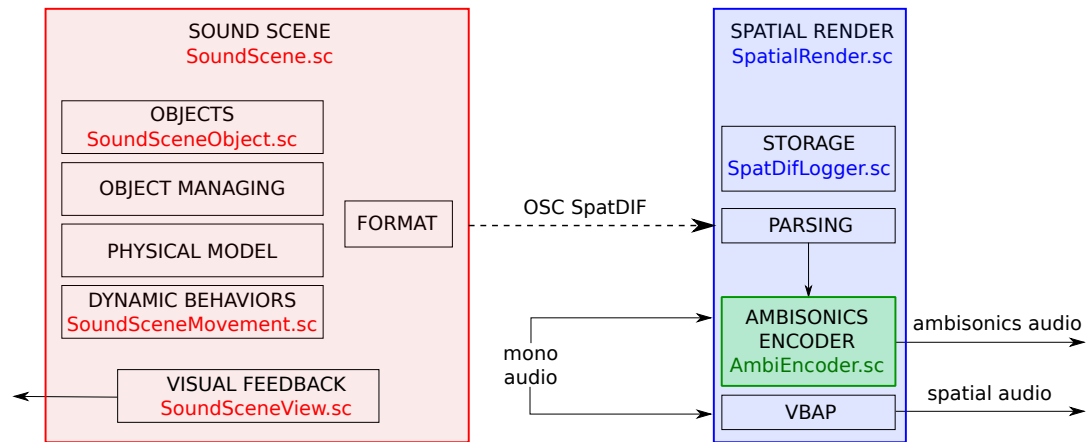 SOUND SCENE
SoundScene.sc
OBJECTS
SoundSceneObject.sc
OBJECT MANAGING
PHYSICAL MODEL
DYNAMIC BEHAVIORS
SoundSceneMovement.sc
VISUAL FEEDBACK
SoundSceneView.sc
FORMAT
OSC SpatDIF
mono
audio
SPATIAL RENDER
SpatialRender.sc
STORAGE
SpatDifLogger.sc
PARSING
AMBISONICS
ENCODER
AmbiEncoder.sc
VBAP
ambisonics audio
spatial audio